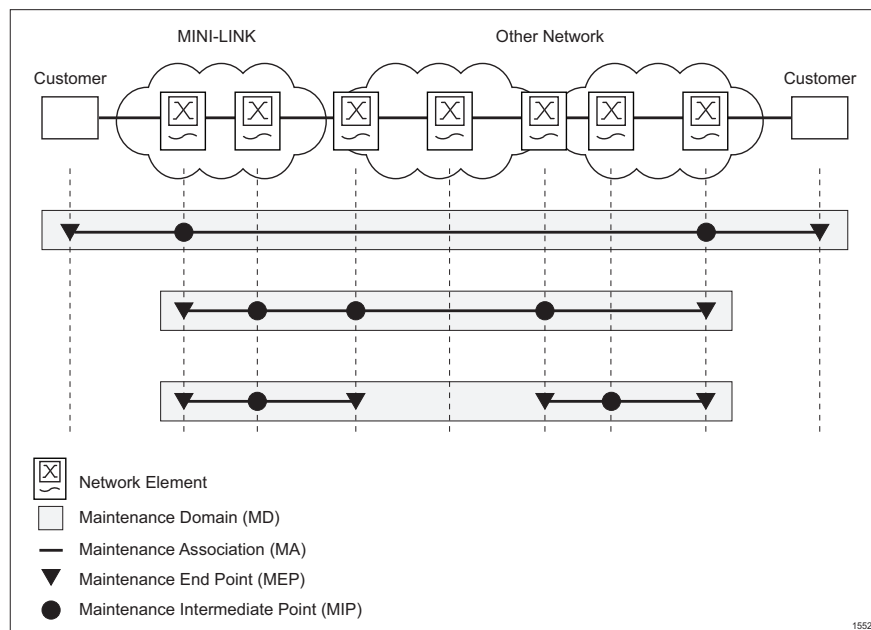 MINI-LINK
Other Network
Customer
Customer
Network Element
Maintenance Domain (MD)
Maintenance Association (MA)
Maintenance End Point (MEP)
Maintenance Intermediate Point (MIP)
1552